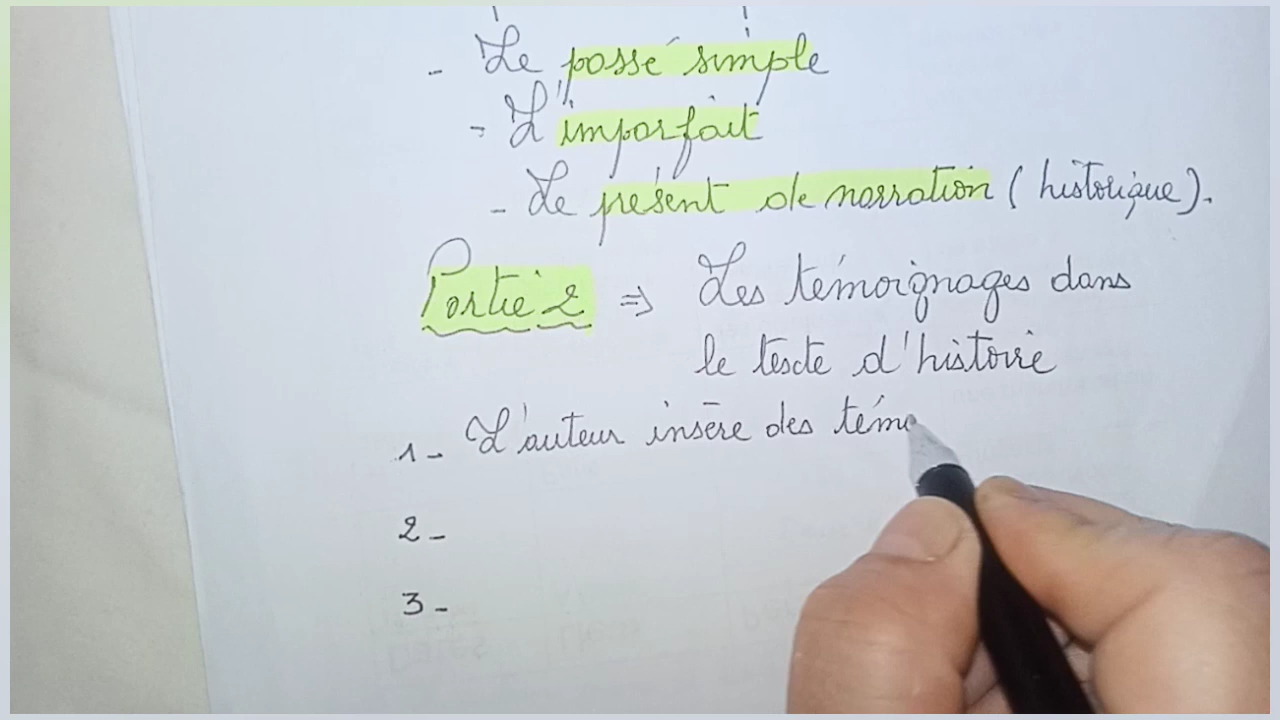 - Le passé simple
- L'imparfait
- Le présent de narration (historique).
Partie 2 ⇒ Les témoignages dans
le texte d'histoire
1- L'auteur insère des témo
2-
3-